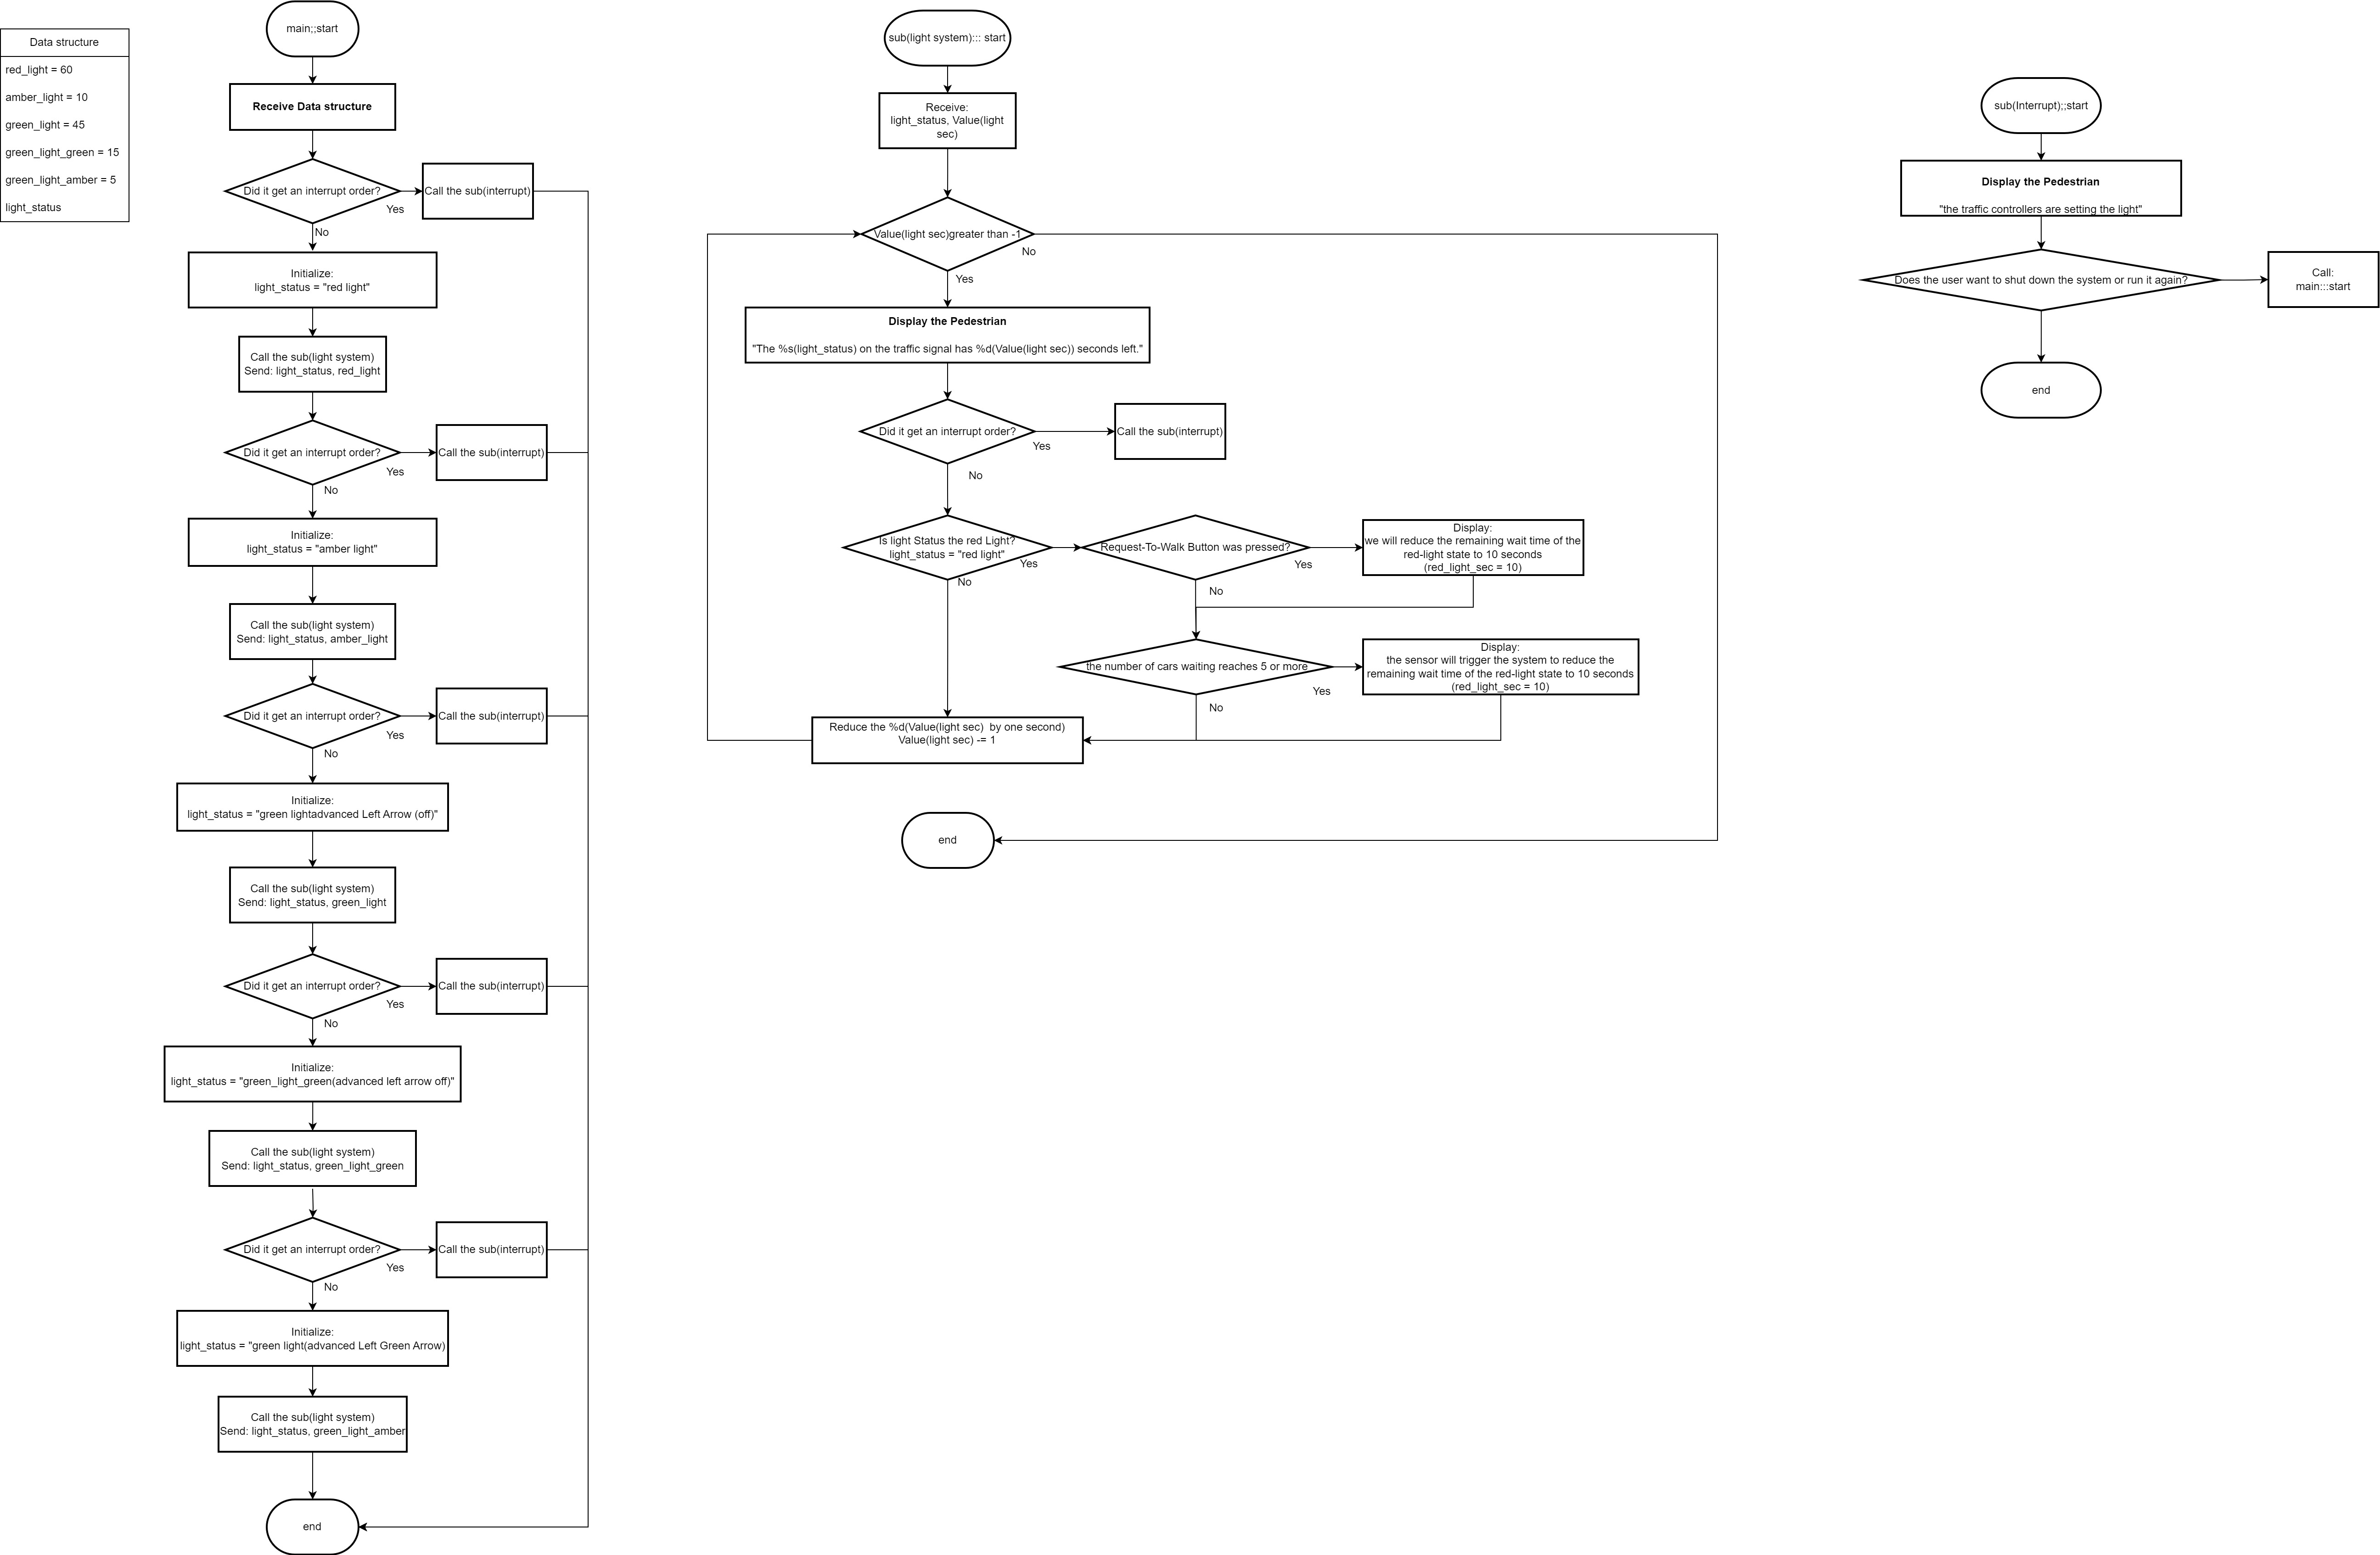 Data structure
red_light = 60
amber_light = 10
green_light = 45
green_light_green = 15
green_light_amber = 5
light_status
main;;start
Receive Data structure
Did it get an interrupt order?
Yes
Call the sub(interrupt)
No
Initialize:
light_status = "red light"
Call the sub(light system)
Send: light_status, red_light
Did it get an interrupt order?
Yes
Call the sub(interrupt)
No
Initialize:
light_status = "amber light"
Call the sub(light system)
Send: light_status, amber_light
Did it get an interrupt order?
Yes
Call the sub(interrupt)
No
Initialize:
light_status = "green lightadvanced Left Arrow (off)"
Call the sub(light system)
Send: light_status, green_light
Did it get an interrupt order?
Yes
Call the sub(interrupt)
No
Initialize:
light_status = "green_light_green(advanced left arrow off)"
Call the sub(light system)
Send: light_status, green_light_green
Did it get an interrupt order?
Yes
Call the sub(interrupt)
No
Initialize:
light_status = "green light(advanced Left Green Arrow)
Call the sub(light system)
Send: light_status, green_light_amber
end
sub(light system)::: start
Receive:
light_status, Value(light
sec)
Value(light sec)greater than -1
No
Yes
Display the Pedestrian
"The %s(light_status) on the traffic signal has %d(Value(light sec)) seconds left."
Did it get an interrupt order?
Yes
Call the sub(interrupt)
No
Is light Status the red Light?
light_status = "red light"
Yes
No
Request-To-Walk Button was pressed?
Yes
No
Display:
we will reduce the remaining wait time of the
red-light state to 10 seconds
(red_light_sec = 10)
the number of cars waiting reaches 5 or more
Yes
No
Display:
the sensor will trigger the system to reduce the
remaining wait time of the red-light state to 10 seconds
(red_light_sec = 10)
Reduce the %d(Value(light sec) by one second)
Value(light sec) -= 1
end
sub(Interrupt);;start
Display the Pedestrian
"the traffic controllers are setting the light"
Does the user want to shut down the system or run it again?
Call:
main:::start
end